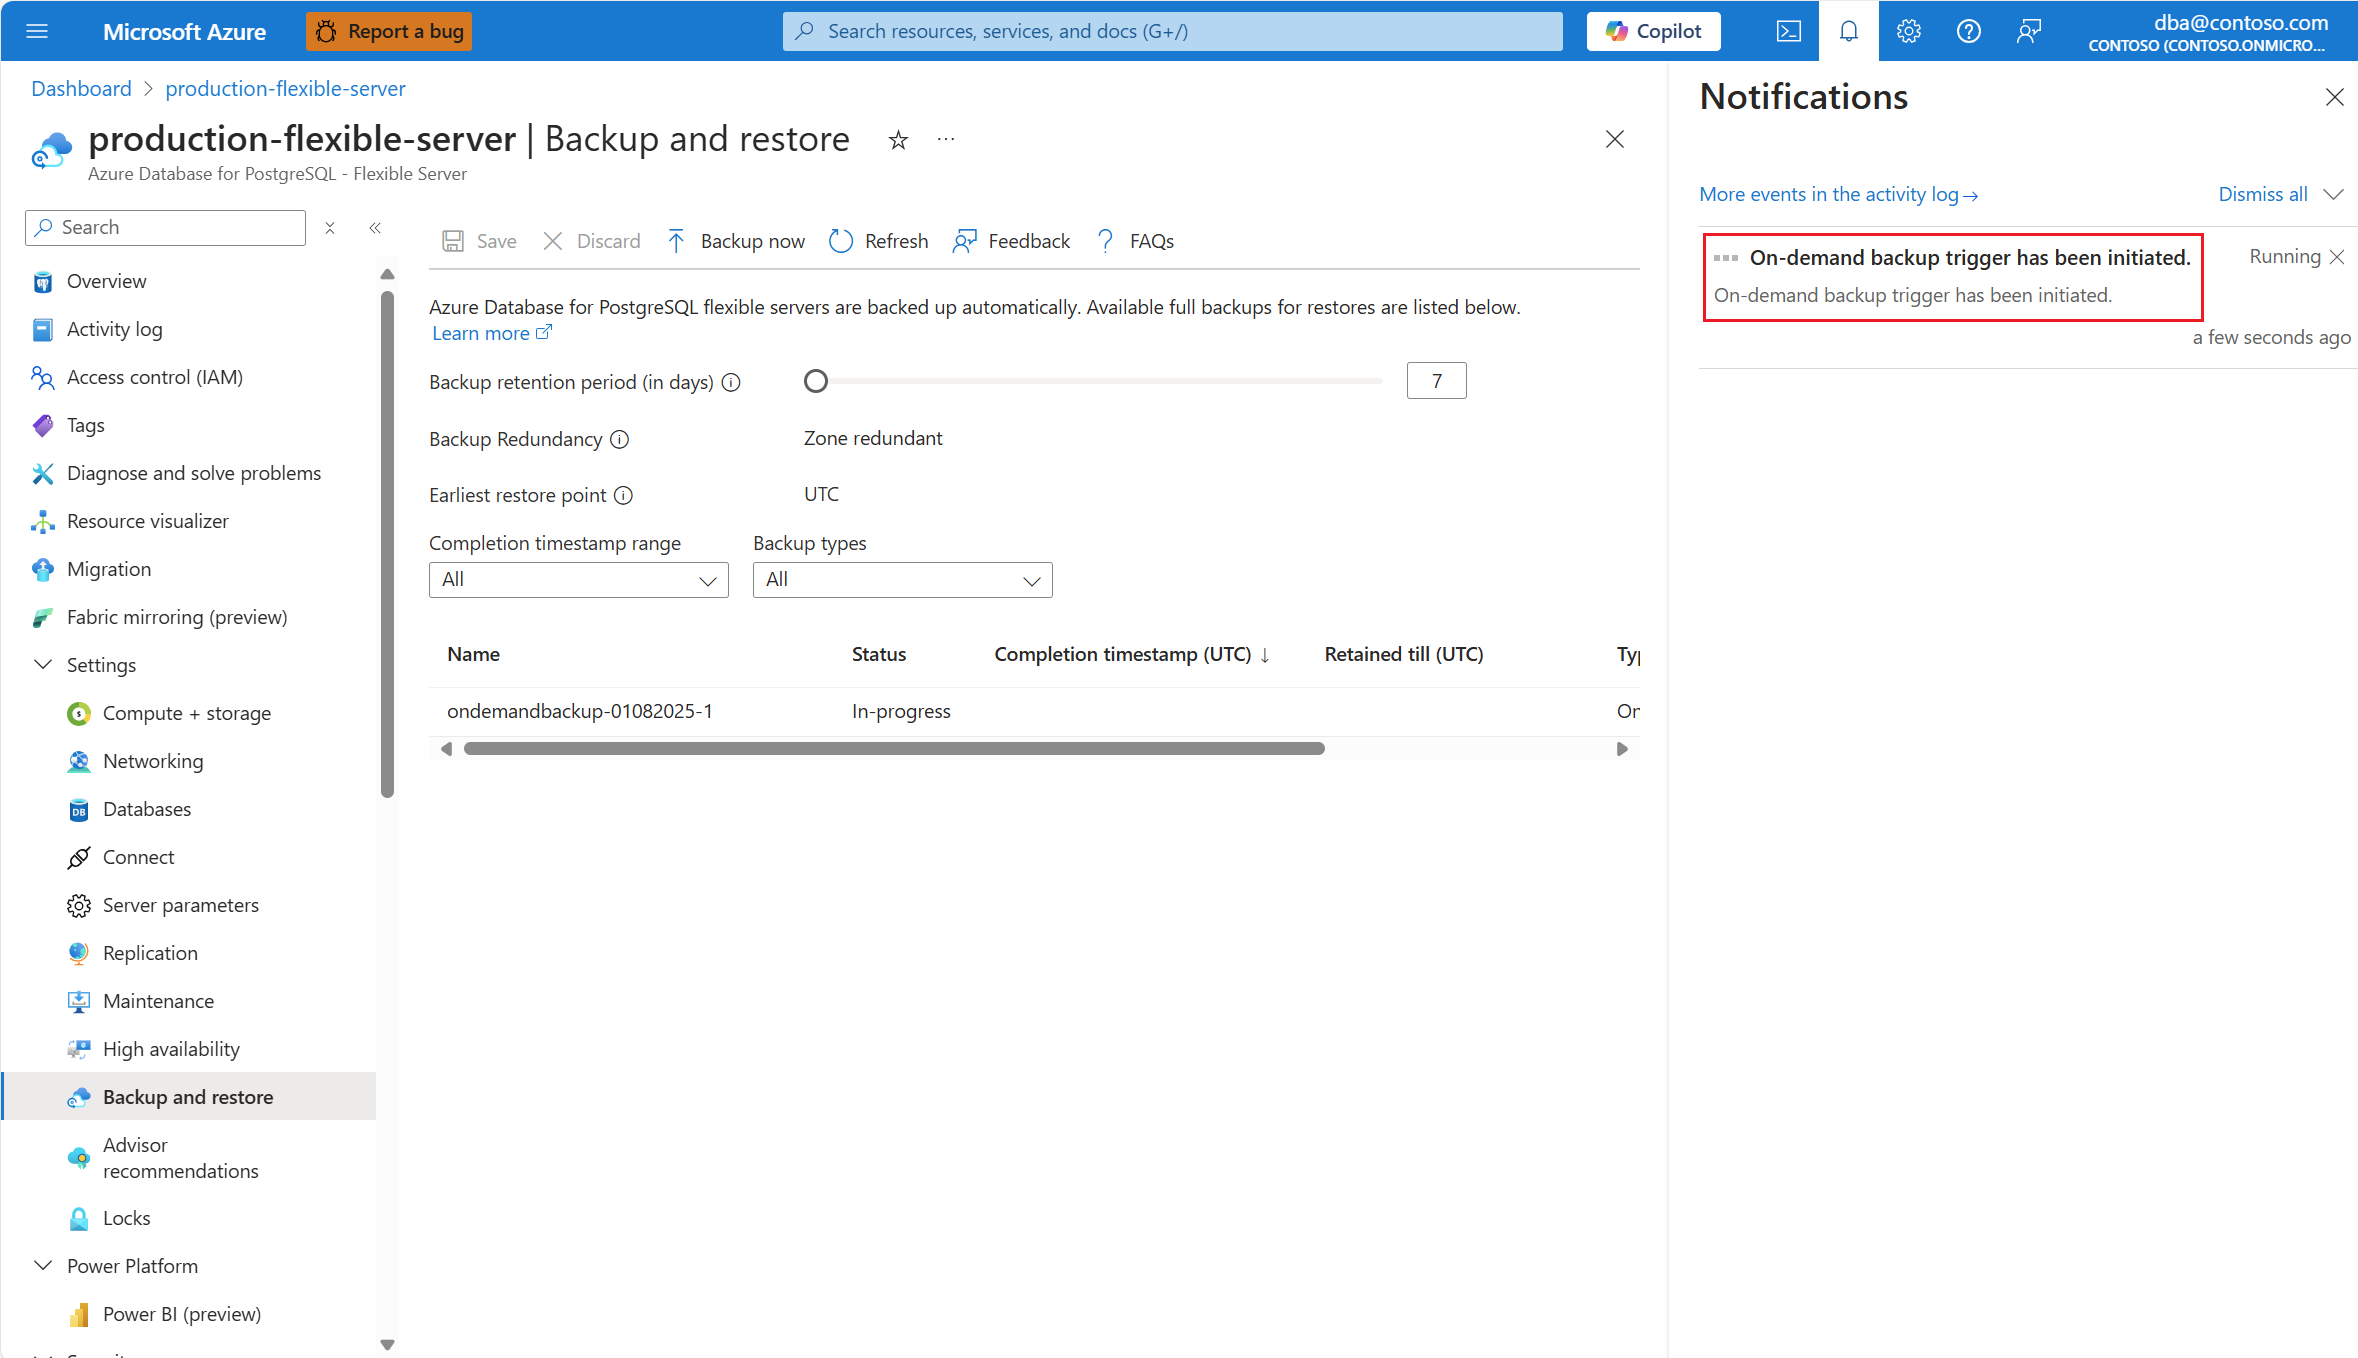 Microsoft Azure
Report a bug
Search resources, services, and docs (G+/)
Copilot
dba@contoso.com
CONTOSO (CONTOSO.ONMICRO...
Dashboard > production-flexible-server
production-flexible-server | Backup and restore
Azure Database for PostgreSQL - Flexible Server
Search
Overview
Activity log
Access control (IAM)
Tags
Diagnose and solve problems
Resource visualizer
Migration
Fabric mirroring (preview)
Settings
Compute + storage
Networking
Databases
Connect
Server parameters
Replication
Maintenance
High availability
Backup and restore
Advisor
recommendations
Locks
Power Platform
Power BI (preview)
Save
Discard
Backup now
Refresh
Feedback
FAQs
Azure Database for PostgreSQL flexible servers are backed up automatically. Available full backups for restores are listed below.
Learn more
Backup retention period (in days)
7
Backup Redundancy
Zone redundant
Earliest restore point
UTC
Completion timestamp range
Backup types
All
All
Name Status Completion timestamp (UTC) ↓ Retained till (UTC) Typ
ondemandbackup-01082025-1 In-progress On
Notifications
More events in the activity log →
Dismiss all
On-demand backup trigger has been initiated.
Running
On-demand backup trigger has been initiated.
a few seconds ago